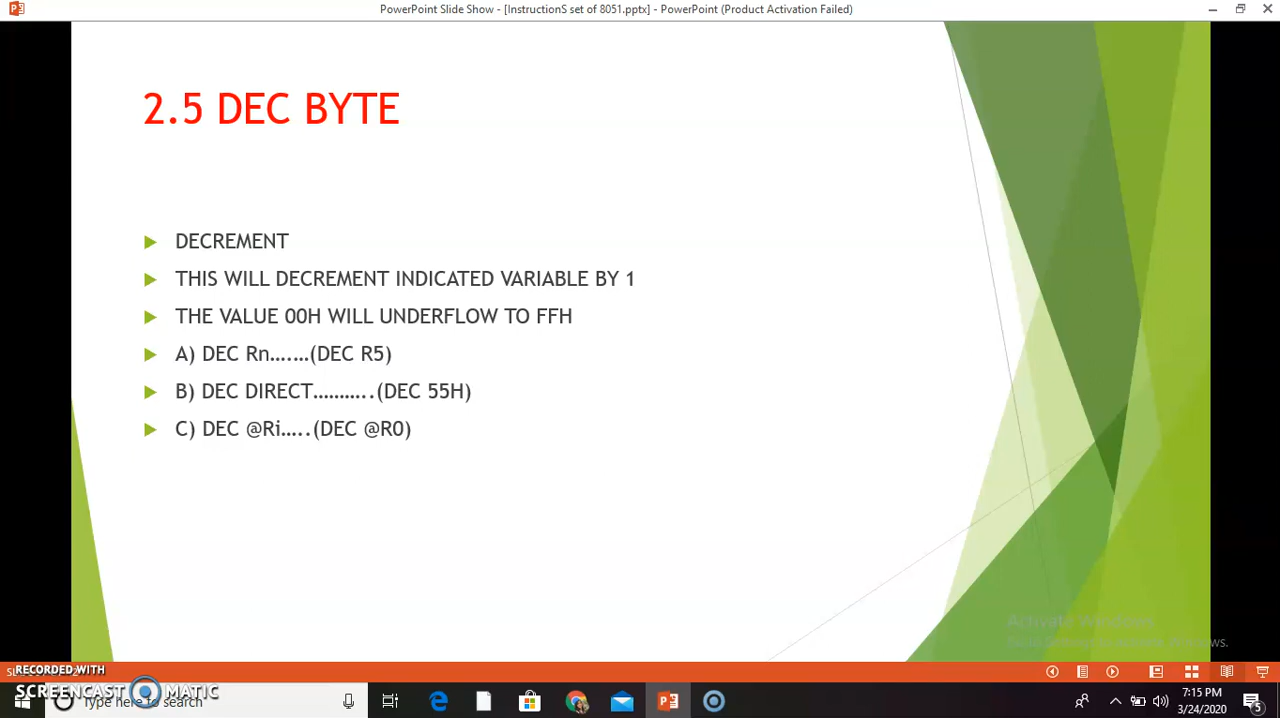 PowerPoint Slide Show - [InstructionS set of 8051.pptx] - PowerPoint (Product Activation Failed)
2.5 DEC BYTE
DECREMENT
THIS WILL DECREMENT INDICATED VARIABLE BY 1
THE VALUE 00H WILL UNDERFLOW TO FFH
A) DEC Rn…….(DEC R5)
B) DEC DIRECT………..(DEC 55H)
C) DEC @Ri…..(DEC @R0)
Activate Windows
Go to Settings to activate Windows.
RECORDED WITH
SCREENCAST MATIC
Type here to search
7:15 PM
3/24/2020
5